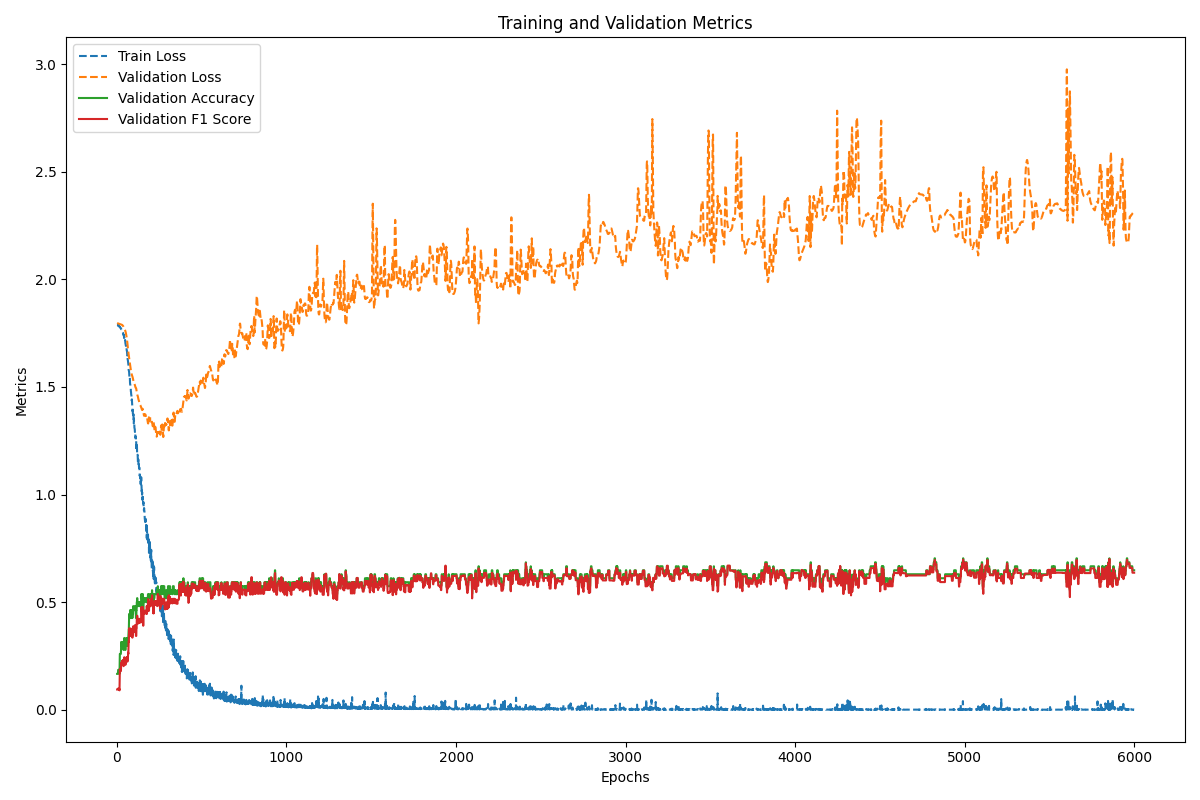 Training and Validation Metrics
Train Loss
Validation Loss
Validation Accuracy
Validation F1 Score
Metrics
3.0
2.5
2.0
1.5
1.0
0.5
0.0
0 1000 2000 3000 4000 5000 6000
Epochs